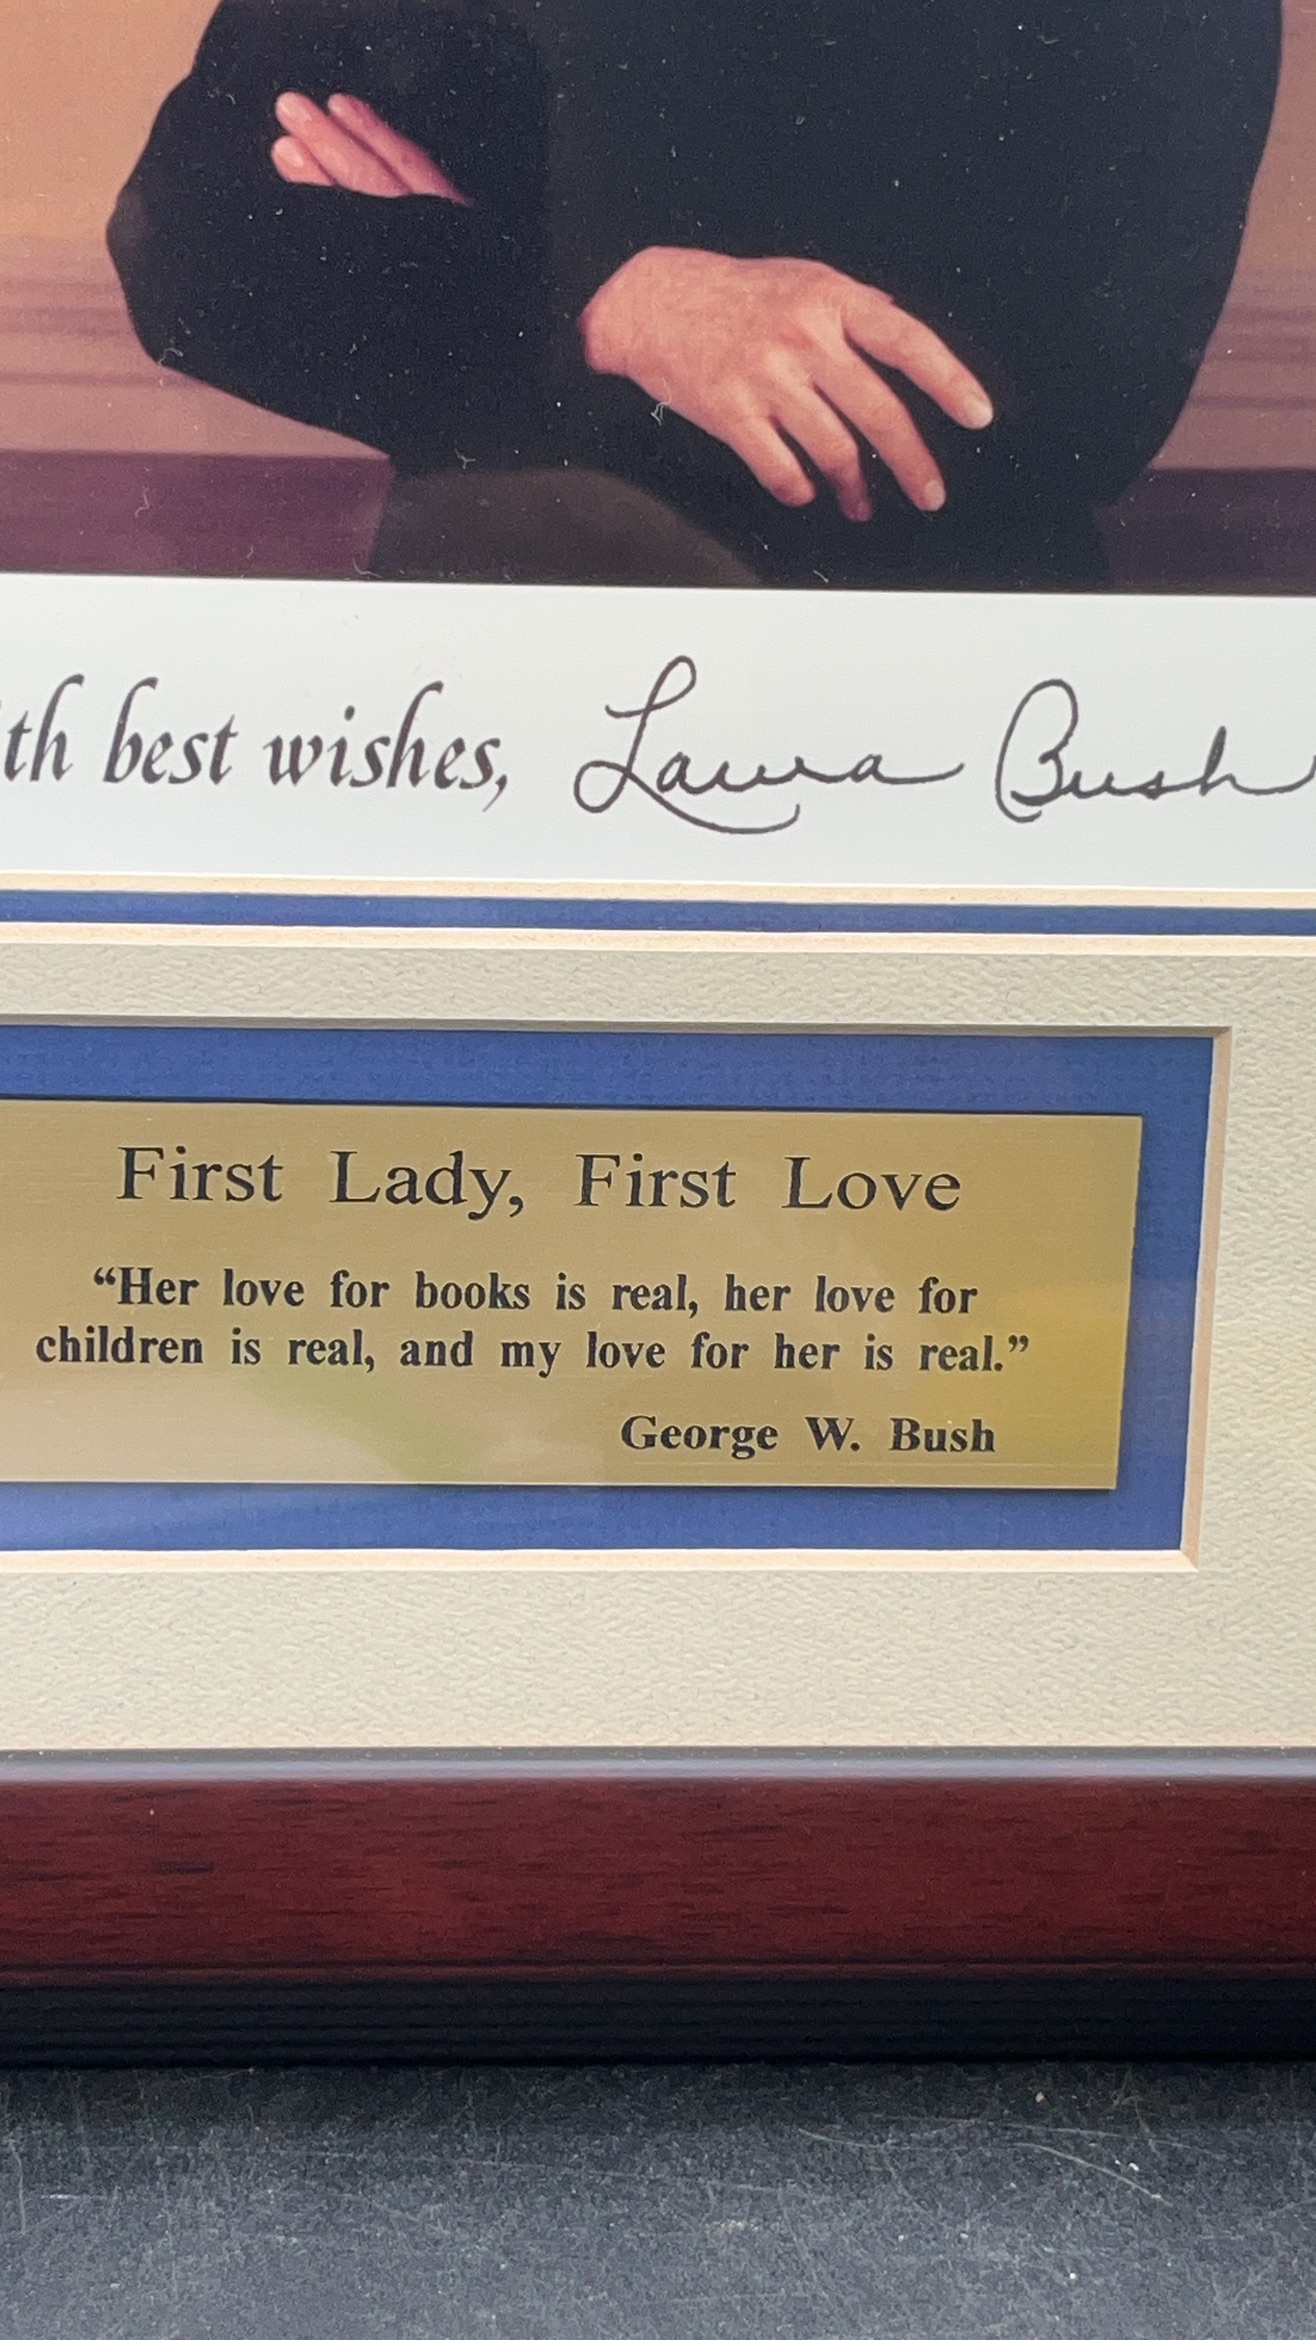 th best wishes, Laura Bush
First Lady, First Love
“Her love for books is real, her love for
children is real, and my love for her is real.”
George W. Bush